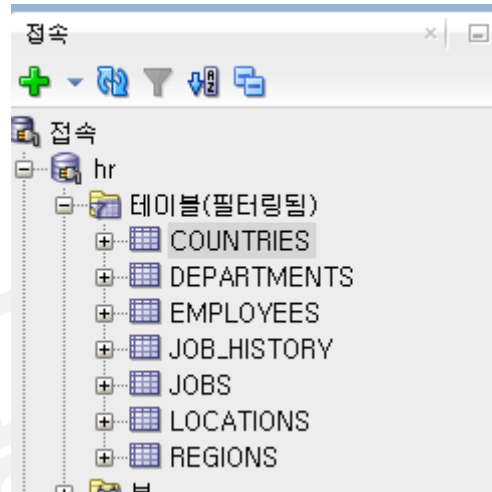 접속
접속
hr
테이블(필터링됨)
COUNTRIES
DEPARTMENTS
EMPLOYEES
JOB_HISTORY
JOBS
LOCATIONS
REGIONS